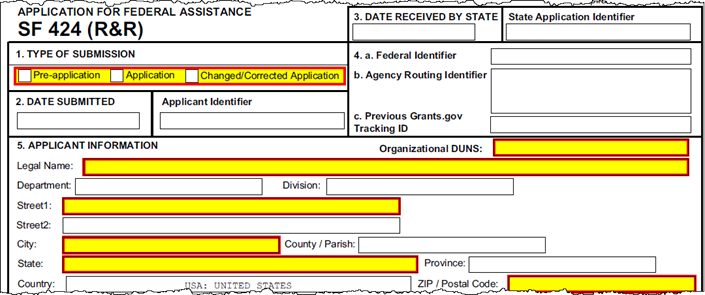 APPLICATION FOR FEDERAL ASSISTANCE
SF 424 (R&R)
3. DATE RECEIVED BY STATE State Application Identifier
1. TYPE OF SUBMISSION
Pre-application Application Changed/Corrected Application
4. a. Federal Identifier
b. Agency Routing Identifier
2. DATE SUBMITTED Applicant Identifier
c. Previous Grants.gov
Tracking ID
5. APPLICANT INFORMATION
Organizational DUNS:
Legal Name:
Department: Division:
Street1:
Street2:
City: County / Parish:
State: Province:
Country: USA: UNITED STATES ZIP / Postal Code: